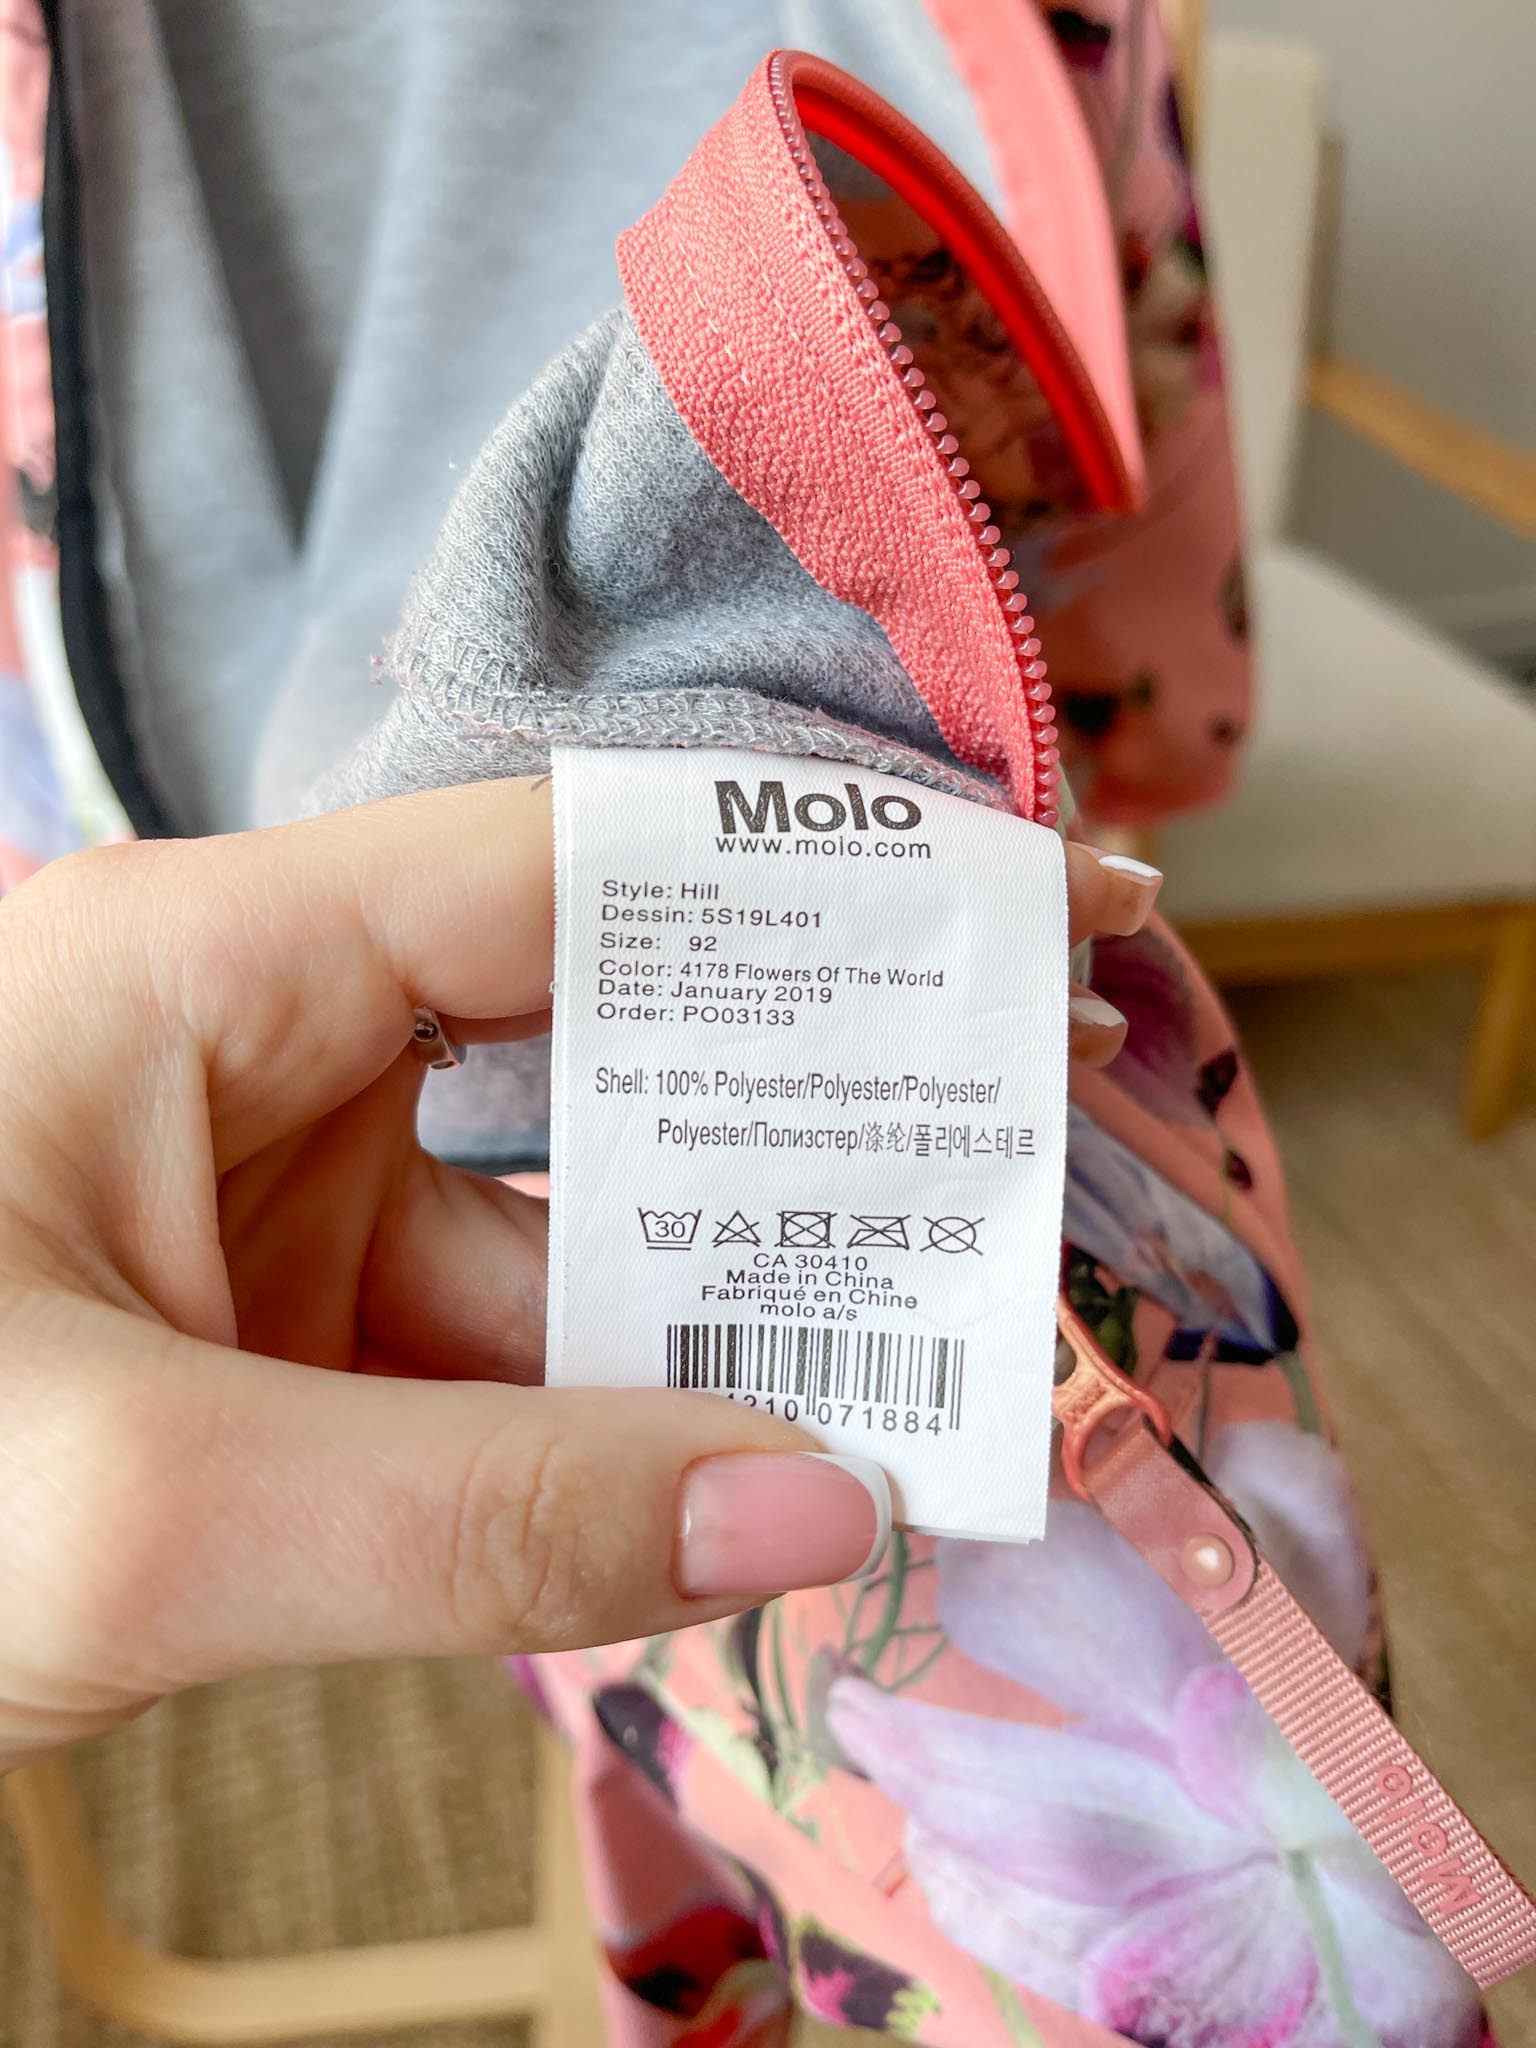 Molo
www.molo.com
Style: Hill
Dessin: 5S19L401
Size: 92
Color: 4178 Flowers Of The World
Date: January 2019
Order: PO03133
Shell: 100% Polyester/Polyester/Polyester/
Polyester/Полизстер/涤纶/폴리에스테르
30
CA 30410
Made in China
Fabriqué en Chine
molo a/s
1310 071884
Molo